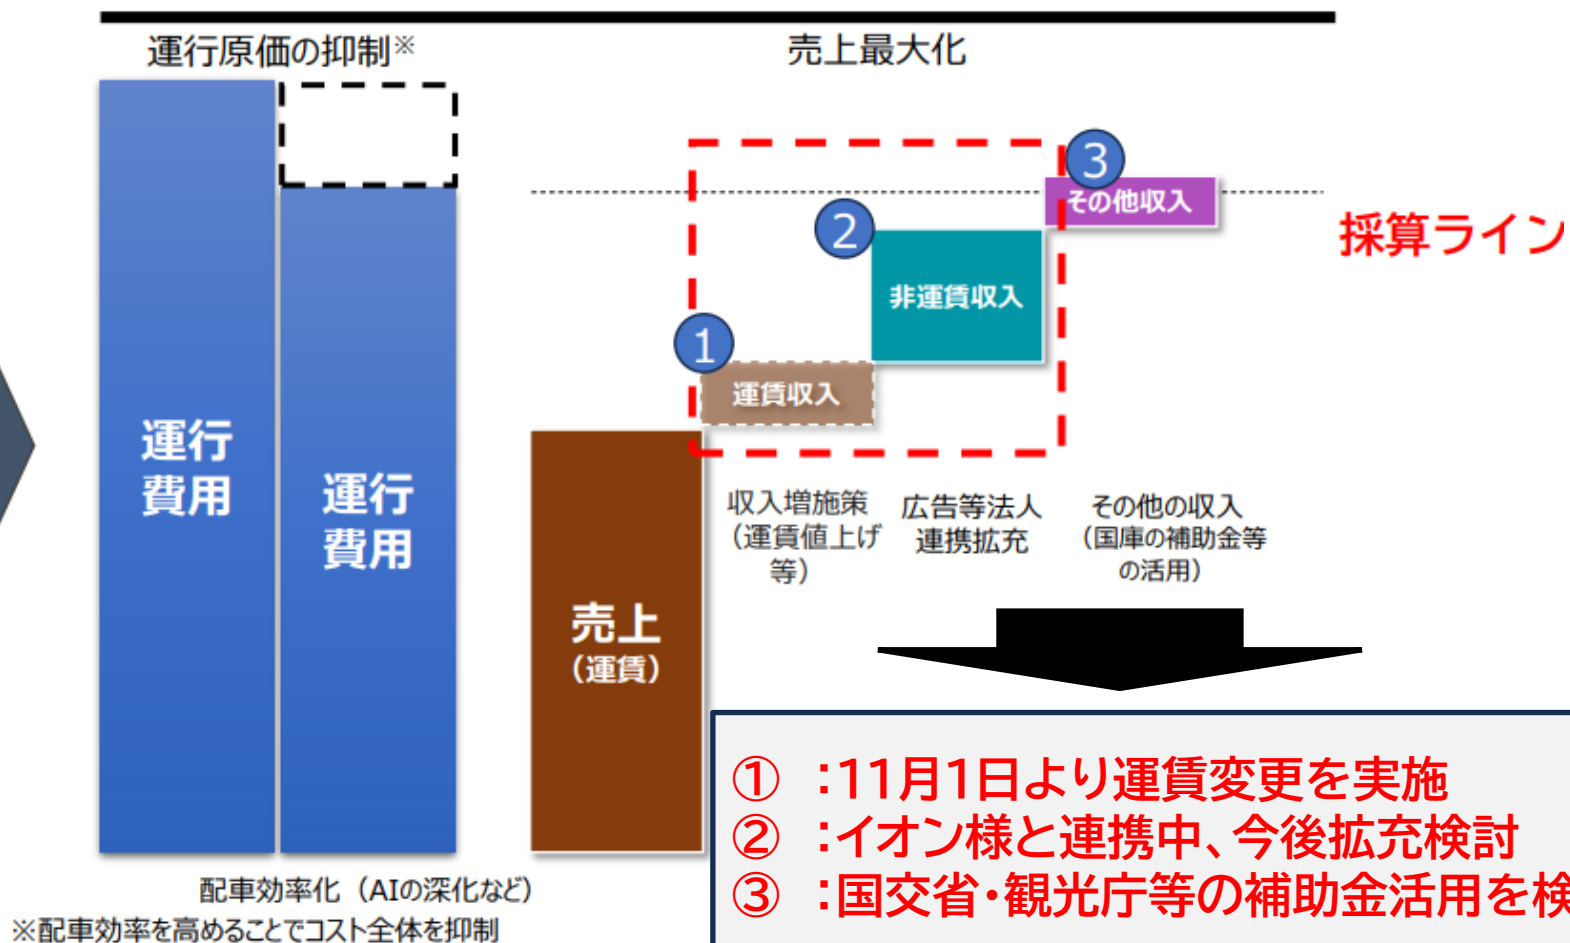 運行原価の抑制※
売上最大化
3
その他収入
採算ライン
2
非運賃収入
1
運賃収入
運行
費用
運行
費用
売上
（運賃）
収入増施策
（運賃値上げ
等）
広告等法人
連携拡充
その他の収入
（国庫の補助金等
の活用）
① ：11月1日より運賃変更を実施
② ：イオン様と連携中、今後拡充検討
③ ：国交省・観光庁等の補助金活用を検
配車効率化（AIの深化など）
※配車効率を高めることでコスト全体を抑制